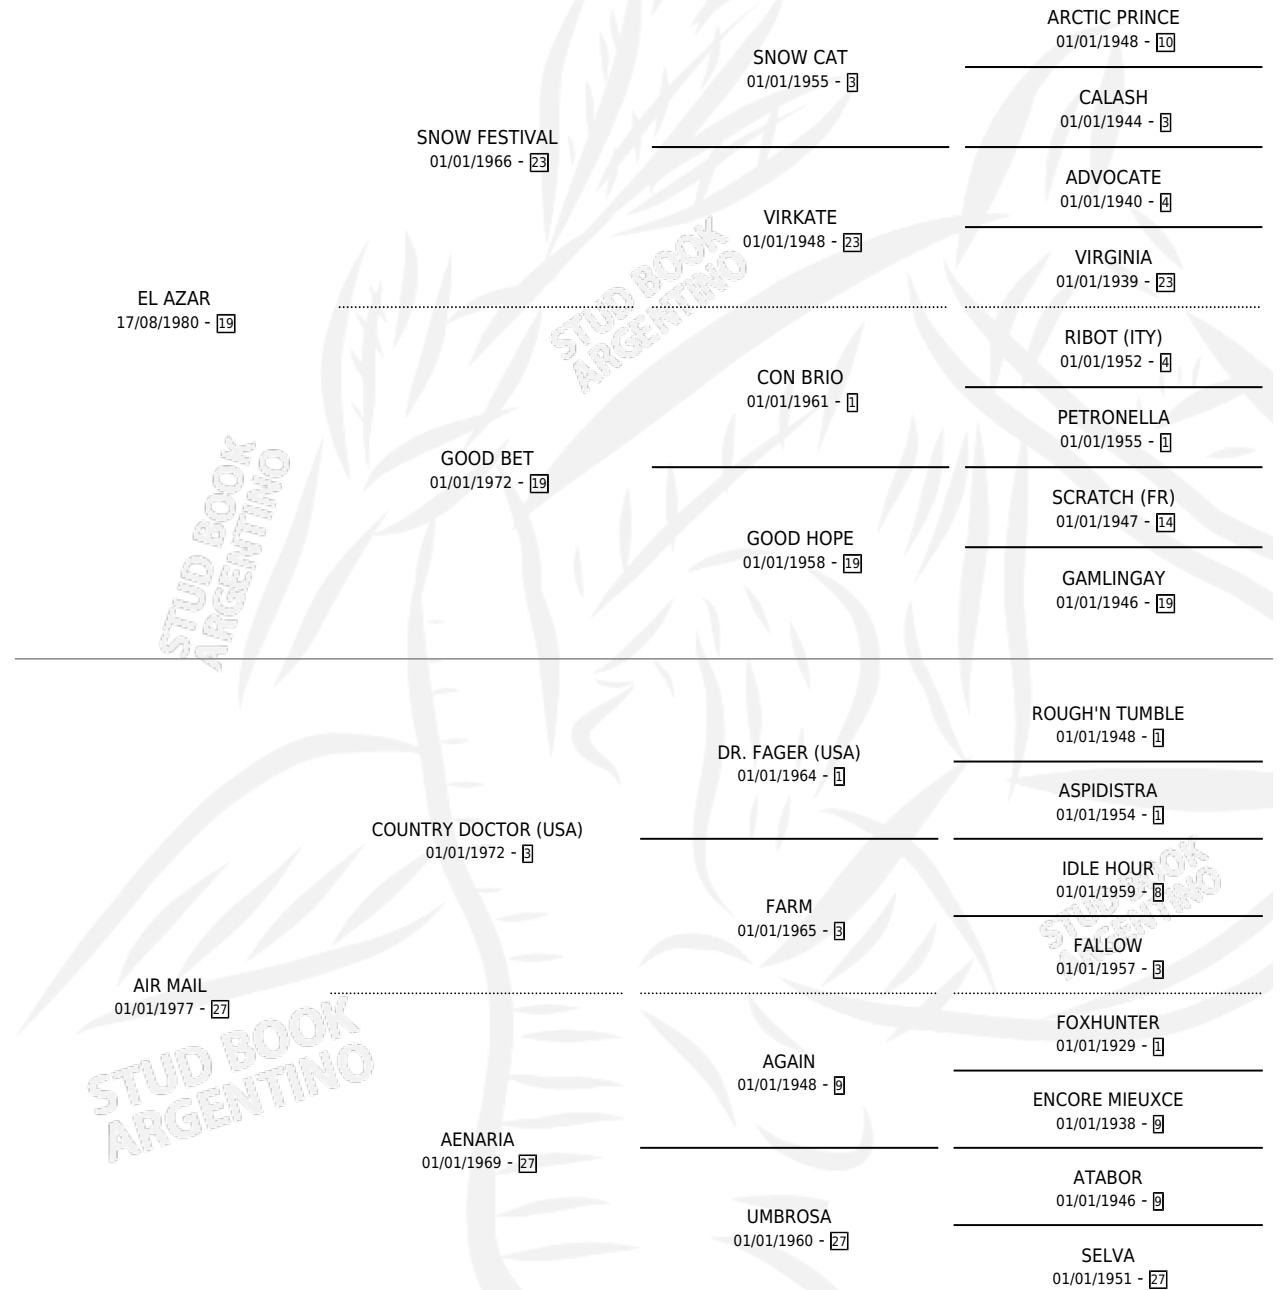 ARCTIC PRINCE
01/01/1948 - 10
SNOW CAT
01/01/1955 - 3
CALASH
01/01/1944 - 3
SNOW FESTIVAL
01/01/1966 - 23
ADVOCATE
01/01/1940 - 4
VIRKATE
01/01/1948 - 23
VIRGINIA
01/01/1939 - 23
EL AZAR
17/08/1980 - 19
RIBOT (ITY)
01/01/1952 - 4
CON BRIO
01/01/1961 - 1
PETRONELLA
01/01/1955 - 1
GOOD BET
01/01/1972 - 19
SCRATCH (FR)
01/01/1947 - 14
GOOD HOPE
01/01/1958 - 19
GAMLINGAY
01/01/1946 - 19
ROUGH'N TUMBLE
01/01/1948 - 1
DR. FAGER (USA)
01/01/1964 - 1
ASPIDISTRA
01/01/1954 - 1
COUNTRY DOCTOR (USA)
01/01/1972 - 3
IDLE HOUR
01/01/1959 - 8
FARM
01/01/1965 - 3
FALLOW
01/01/1957 - 3
AIR MAIL
01/01/1977 - 27
FOXHUNTER
01/01/1929 - 1
AGAIN
01/01/1948 - 9
ENCORE MIEUXCE
01/01/1938 - 9
AENARIA
01/01/1969 - 27
ATABOR
01/01/1946 - 9
UMBROSA
01/01/1960 - 27
SELVA
01/01/1951 - 27
STUD BOOK
ARGENTINO
STUD BOOK
ARGENTINO
STUD BOOK
ARGENTINO
STUD BOOK
ARGENTINO